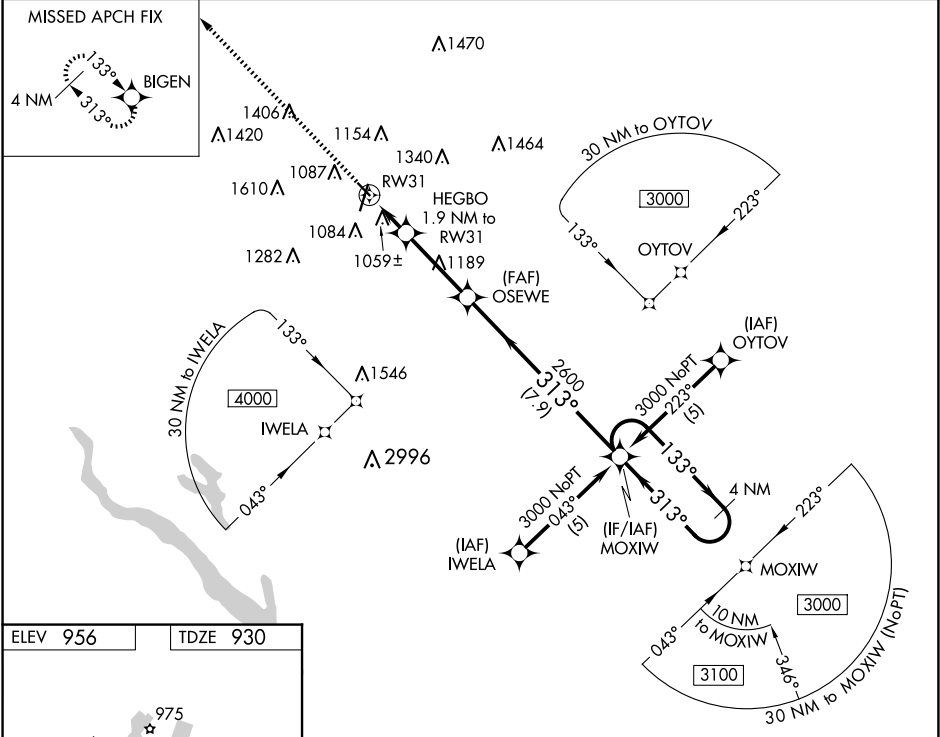 MISSED APCH FIX
133°
BIGEN
4 NM
313°
1470
1406
1420
1154
1464
1340
1087
RW31
1610
HEGBO
1.9 NM to
RW31
1084
1282
1059±
1189
(FAF)
OSEWE
30 NM to OYTOV
3000
223°
133°
OYTOV
(IAF)
OYTOV
30 NM to IWELA
133°
4000
1546
IWELA
2996
043°
2600
313°
(7.9)
3000 NoPT
223°
(5)
133°
4 NM
313°
3000 NoPT
043°
(5)
(IF/IAF)
MOXIW
(IAF)
IWELA
223°
MOXIW
3000
10 NM
to MOXIW
043°
346°
3100
30 NM to MOXIW (NoPT)
ELEV 956
TDZE 930
975